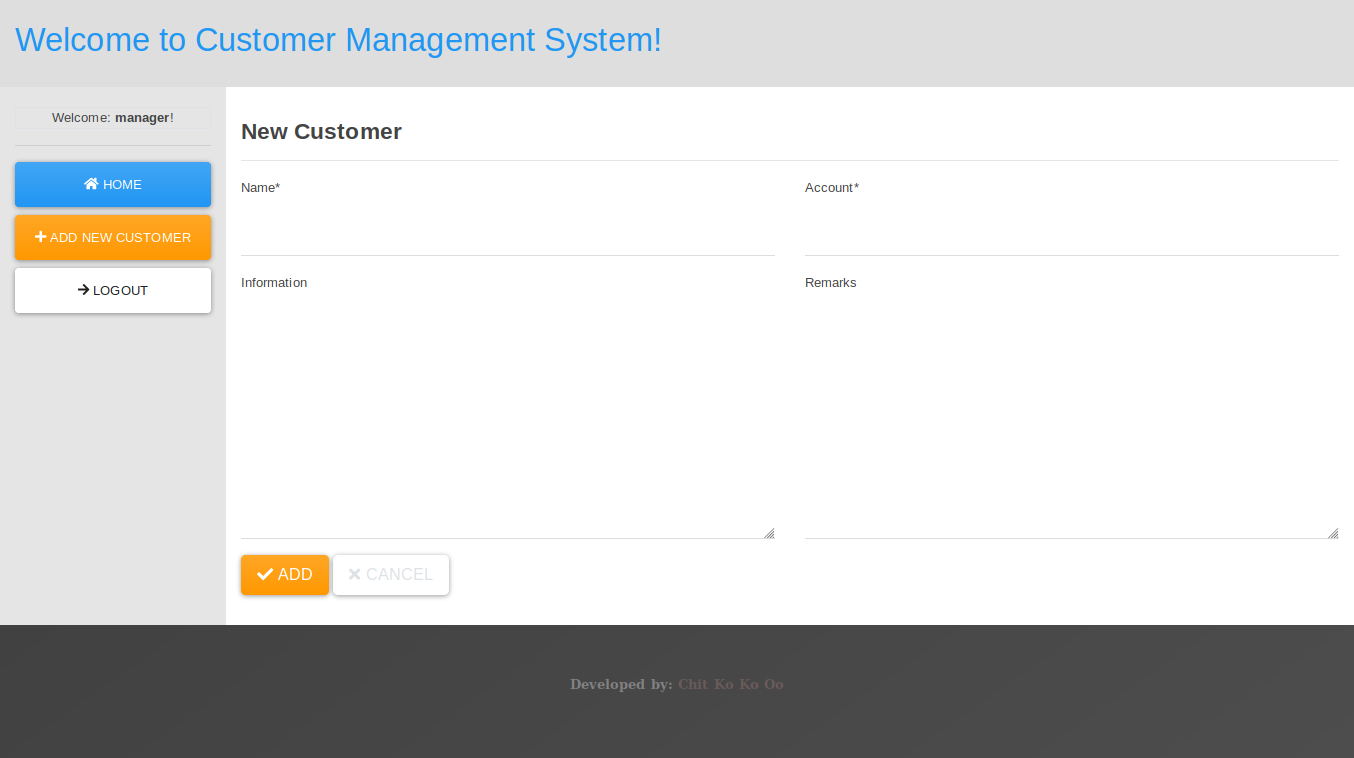 Welcome to Customer Management System!
Welcome: manager!
HOME
ADD NEW CUSTOMER
LOGOUT
New Customer
Name*
Account*
Information
Remarks
ADD
CANCEL
Developed by: Chit Ko Ko Oo